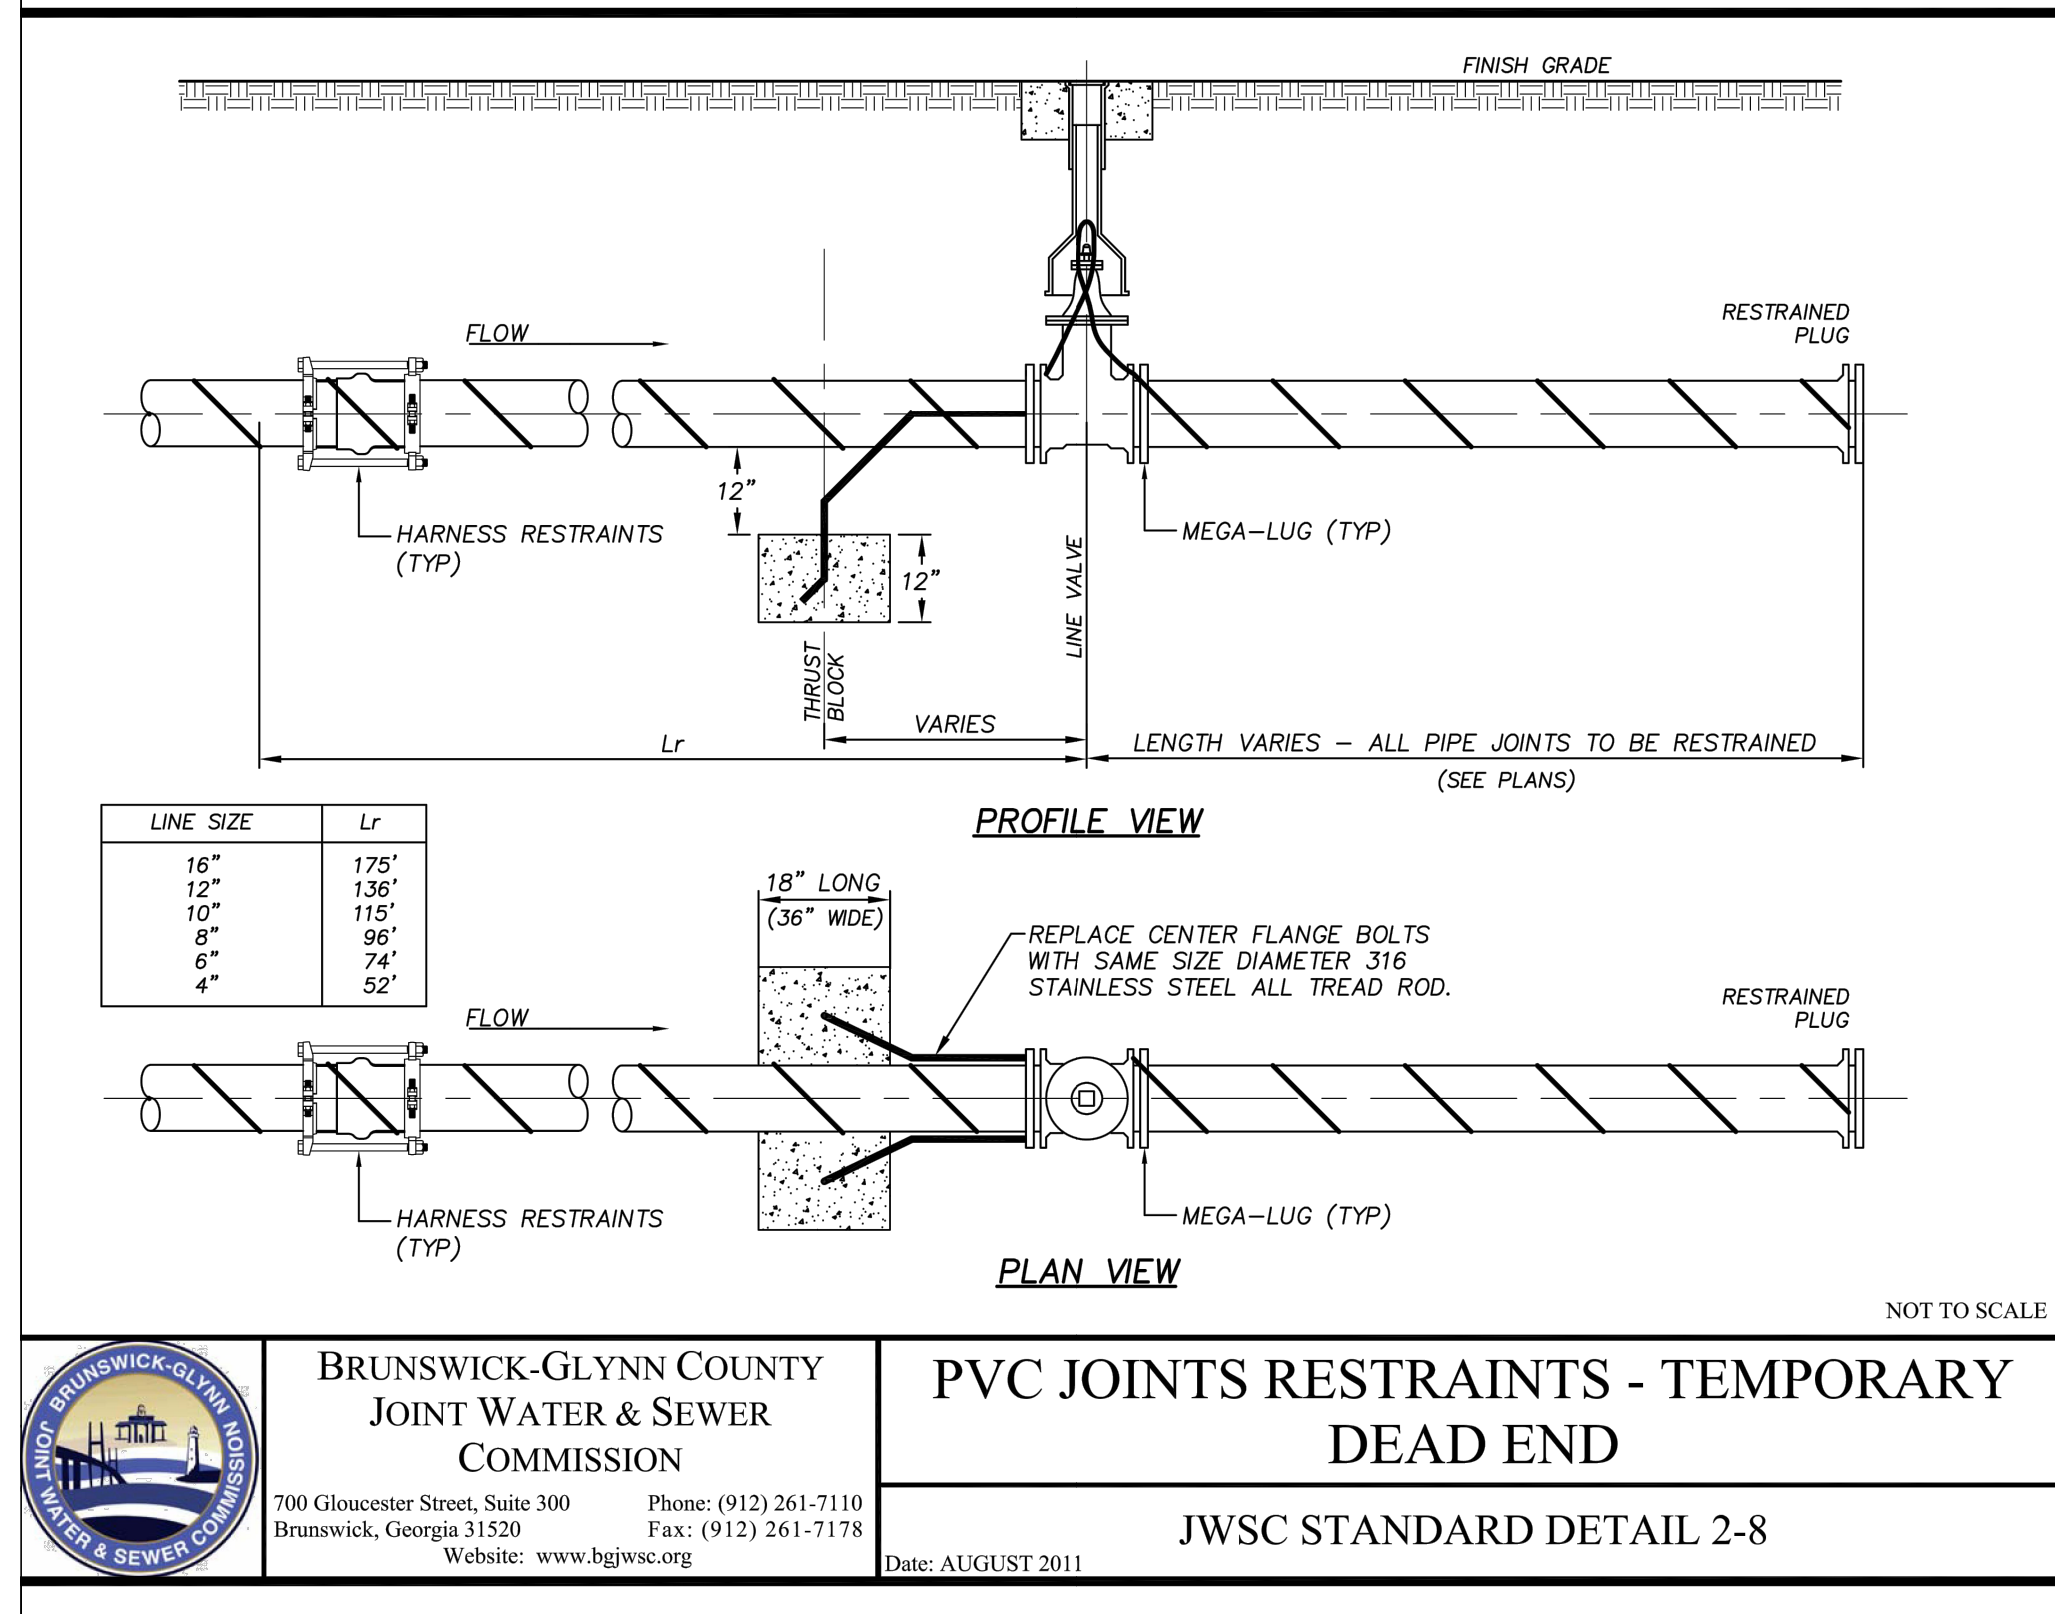 FINISH GRADE
RESTRAINED
PLUG
FLOW
12”
HARNESS RESTRAINTS
(TYP)
MEGA-LUG (TYP)
12”
LINE VALVE
THRUST
BLOCK
VARIES
Lr
LENGTH VARIES – ALL PIPE JOINTS TO BE RESTRAINED
(SEE PLANS)
PROFILE VIEW
LINE SIZE Lr
16” 175’
12” 136’
10” 115’
8” 96’
6” 74’
4” 52’
18” LONG
(36” WIDE)
REPLACE CENTER FLANGE BOLTS
WITH SAME SIZE DIAMETER 316
STAINLESS STEEL ALL TREAD ROD.
RESTRAINED
PLUG
FLOW
HARNESS RESTRAINTS
(TYP)
MEGA-LUG (TYP)
PLAN VIEW
NOT TO SCALE
BRUNSWICK-GLYNN NOISSION
JOINT WATER & SEWER COMMISSION
BRUNSWICK-GLYNN COUNTY
JOINT WATER & SEWER
COMMISSION
700 Gloucester Street, Suite 300 Phone: (912) 261-7110
Brunswick, Georgia 31520 Fax: (912) 261-7178
Website: www.bgjwsc.org
PVC JOINTS RESTRAINTS - TEMPORARY
DEAD END
JWSC STANDARD DETAIL 2-8
Date: AUGUST 2011